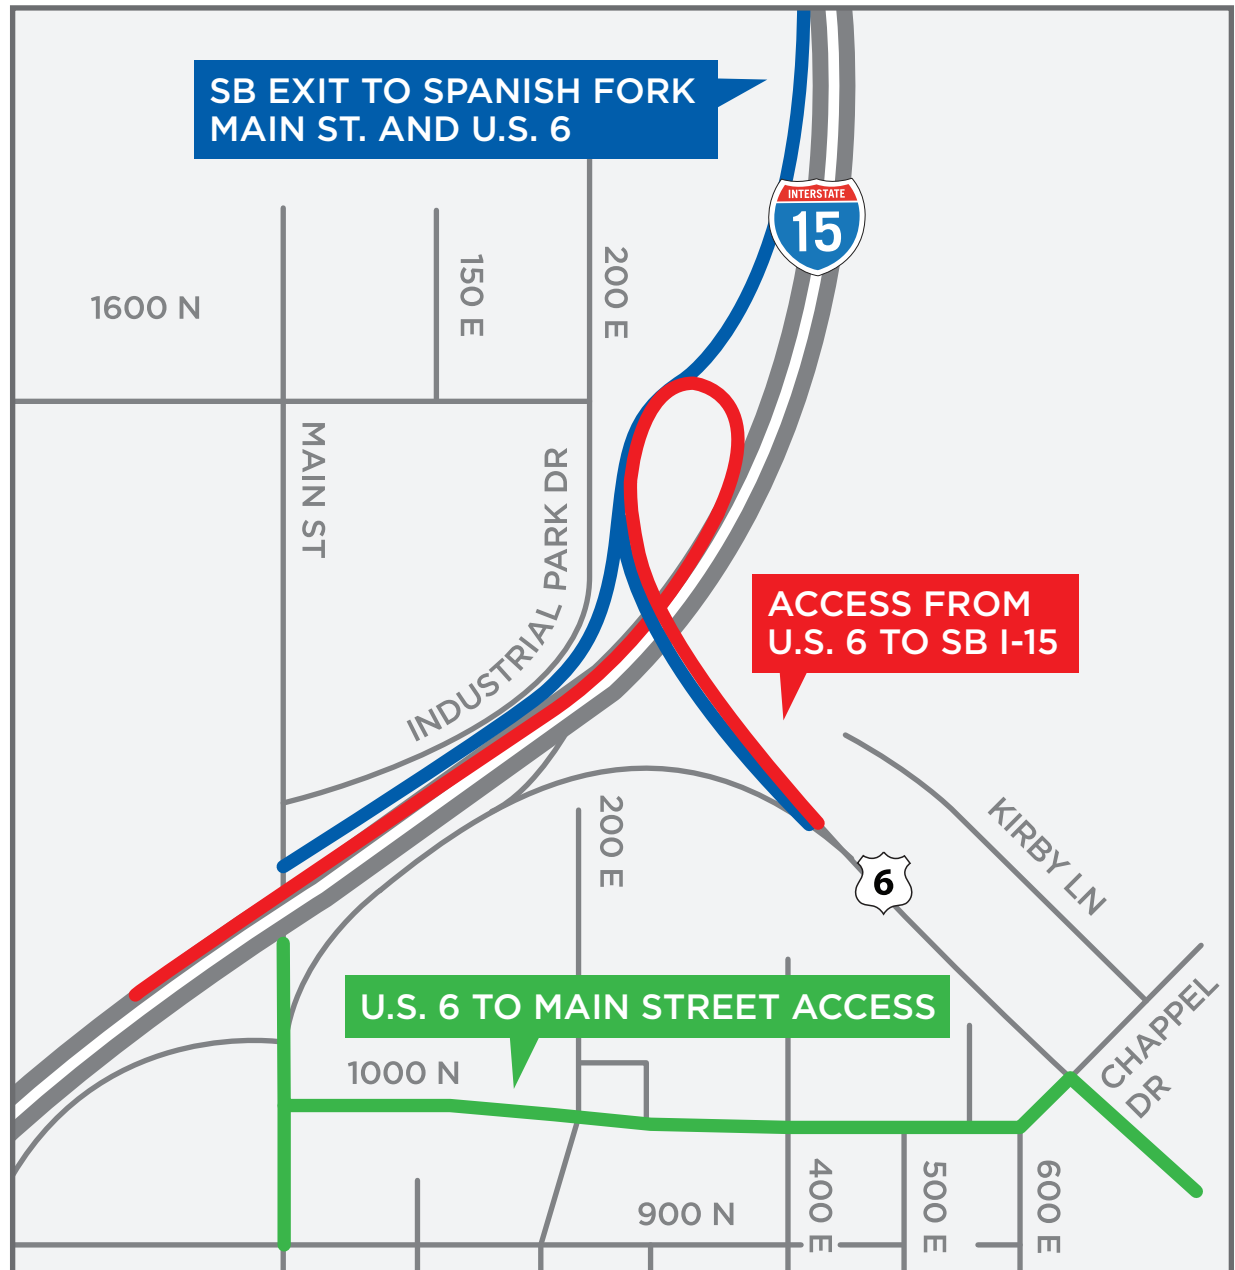 SB EXIT TO SPANISH FORK
MAIN ST. AND U.S. 6
INTERSTATE
15
1600 N
150 E
200 E
MAIN ST
INDUSTRIAL PARK DR
ACCESS FROM
U.S. 6 TO SB I-15
200 E
6
KIRBY LN
U.S. 6 TO MAIN STREET ACCESS
CHAPPEL
DR
1000 N
900 N
400 E
500 E
600 E